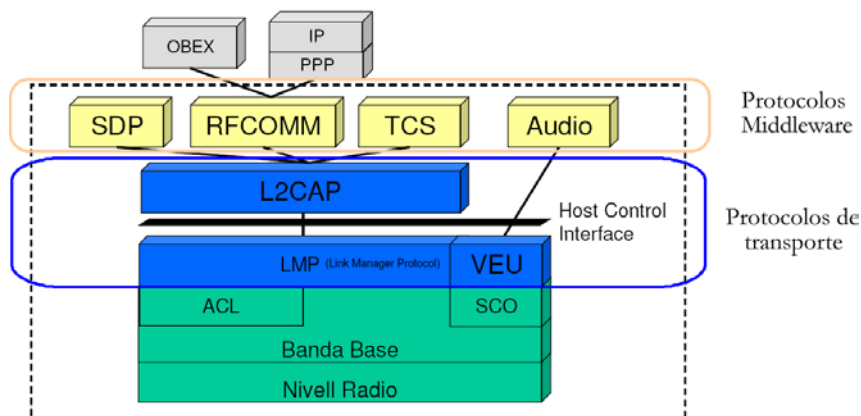 OBEX
IP
PPP
SDP
RFCOMM
TCS
Audio
Protocolos
Middleware
L2CAP
Host Control
Interface
Protocolos de
transporte
LMP (Link Manager Protocol)
VEU
ACL
SCO
Banda Base
Nivell Radio